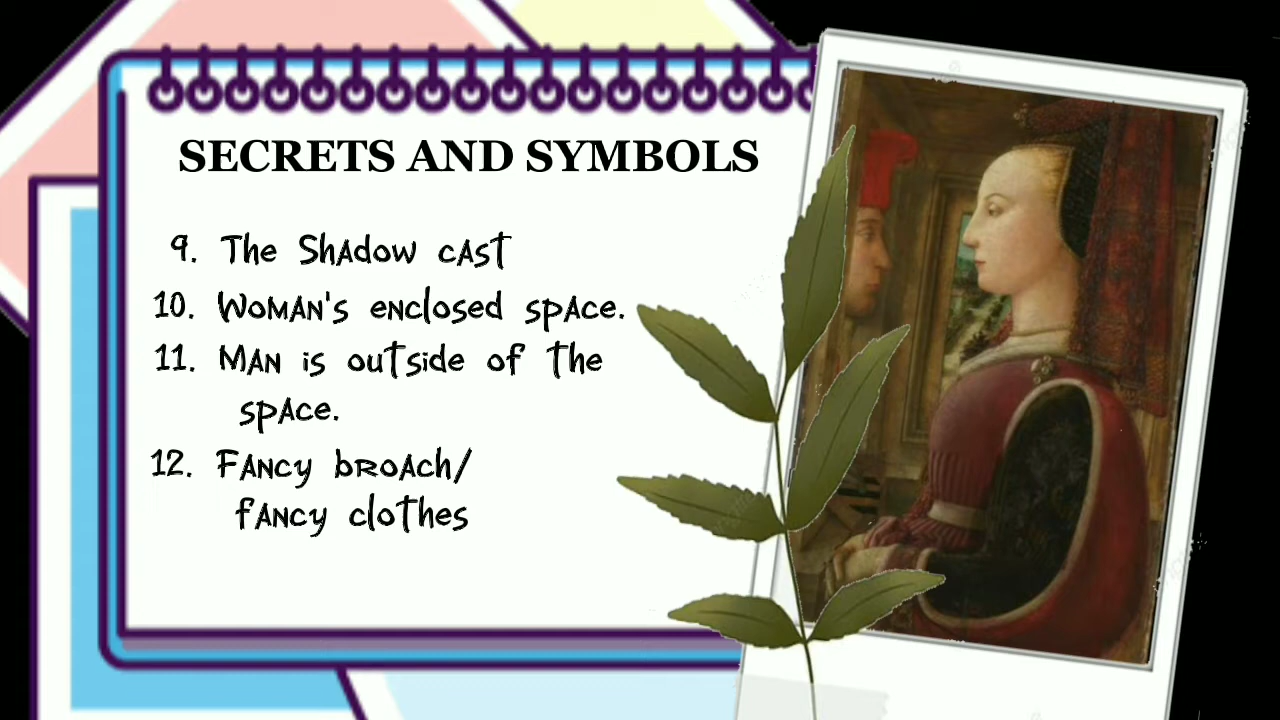 SECRETS AND SYMBOLS
9. The Shadow cast
10. Woman's enclosed space.
11. Man is outside of the
space.
12. Fancy broach/
fancy clothes